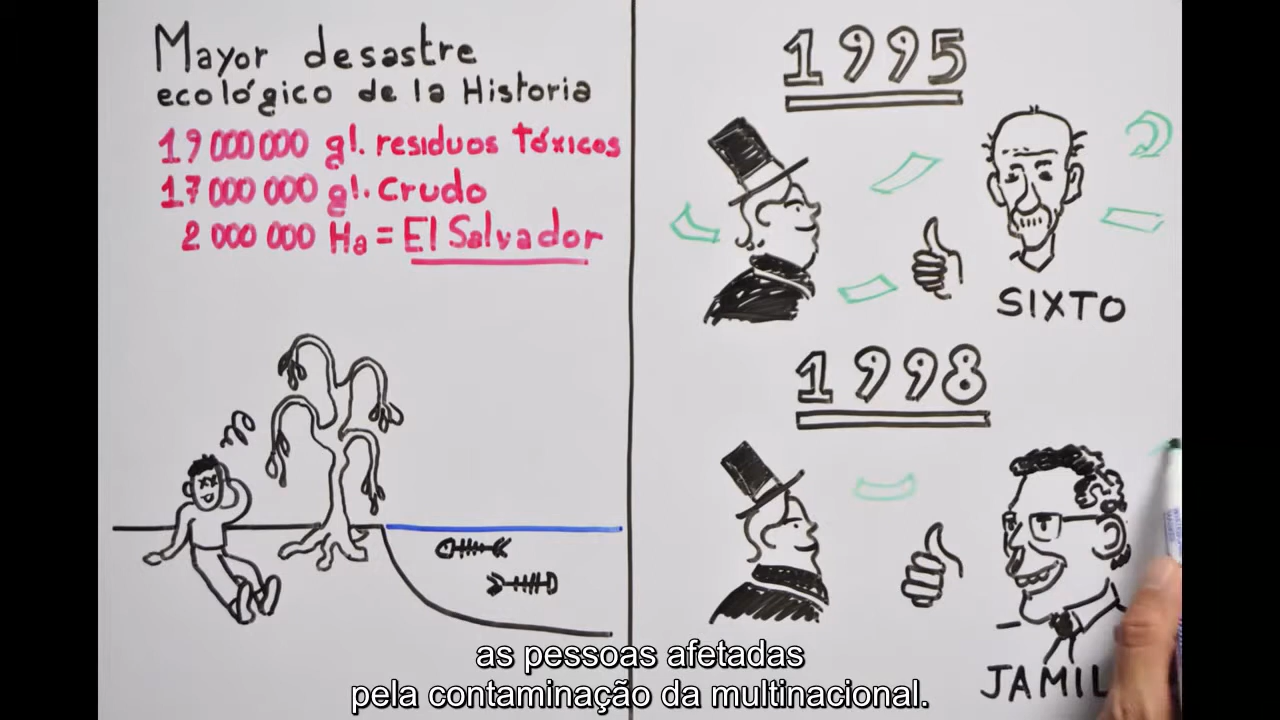 Mayor desastre
ecológico de la Historia
19 000 000 gl. residuos tóxicos
17 000 000 gl. Crudo
2 000 000 Ha = El Salvador
1995
SIXTO
1998
JAMIL
as pessoas afetadas
pela contaminação da multinacional.